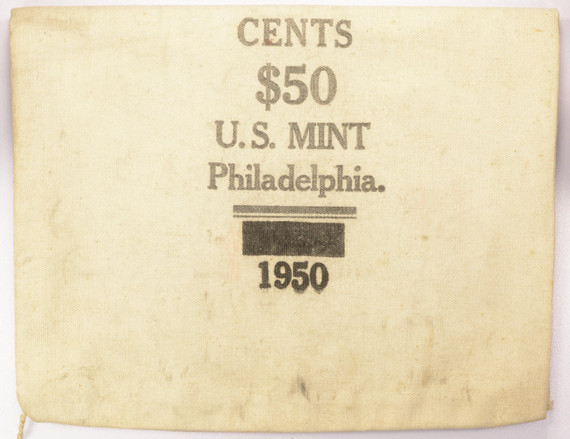 CENTS
$50
U.S. MINT
Philadelphia.
1950